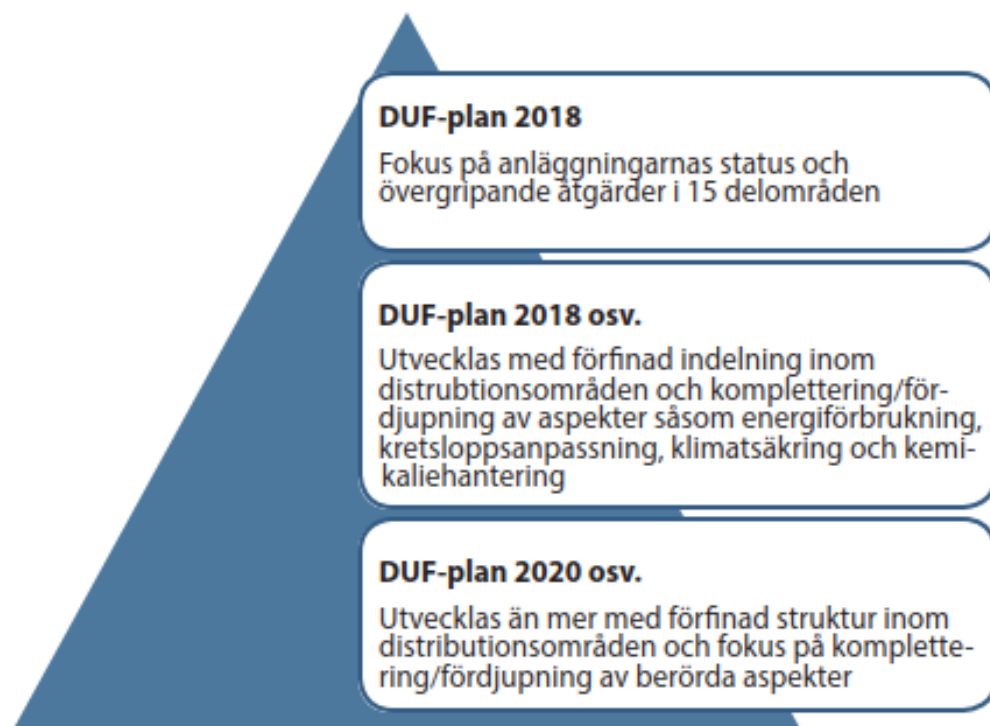 DUF-plan 2018
Fokus på anläggningarnas status och
övergripande åtgärder i 15 delområden
DUF-plan 2018 osv.
Utvecklas med förfinad indelning inom
distrubtionsområden och komplettering/för-
djupning av aspekter såsom energiförbrukning,
kretsloppsanpassning, klimatsäkring och kemi-
kaliehantering
DUF-plan 2020 osv.
Utvecklas än mer med förfinad struktur inom
distributionsområden och fokus på komplette-
ring/fördjupning av berörda aspekter